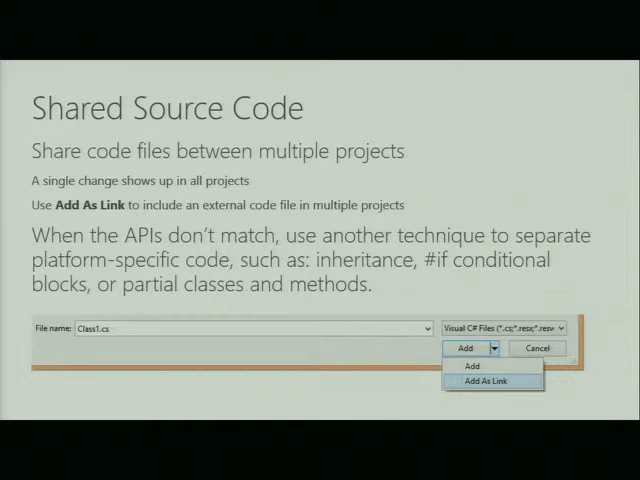 Shared Source Code
Share code files between multiple projects
A single change shows up in all projects
Use Add As Link to include an external code file in multiple projects
When the APIs don't match, use another technique to separate
platform-specific code, such as: inheritance, #if conditional
blocks, or partial classes and methods.
File name: Class1.cs Visual C# Files (*.cs;*.resx;*.resw
Add Cancel
Add
Add As Link